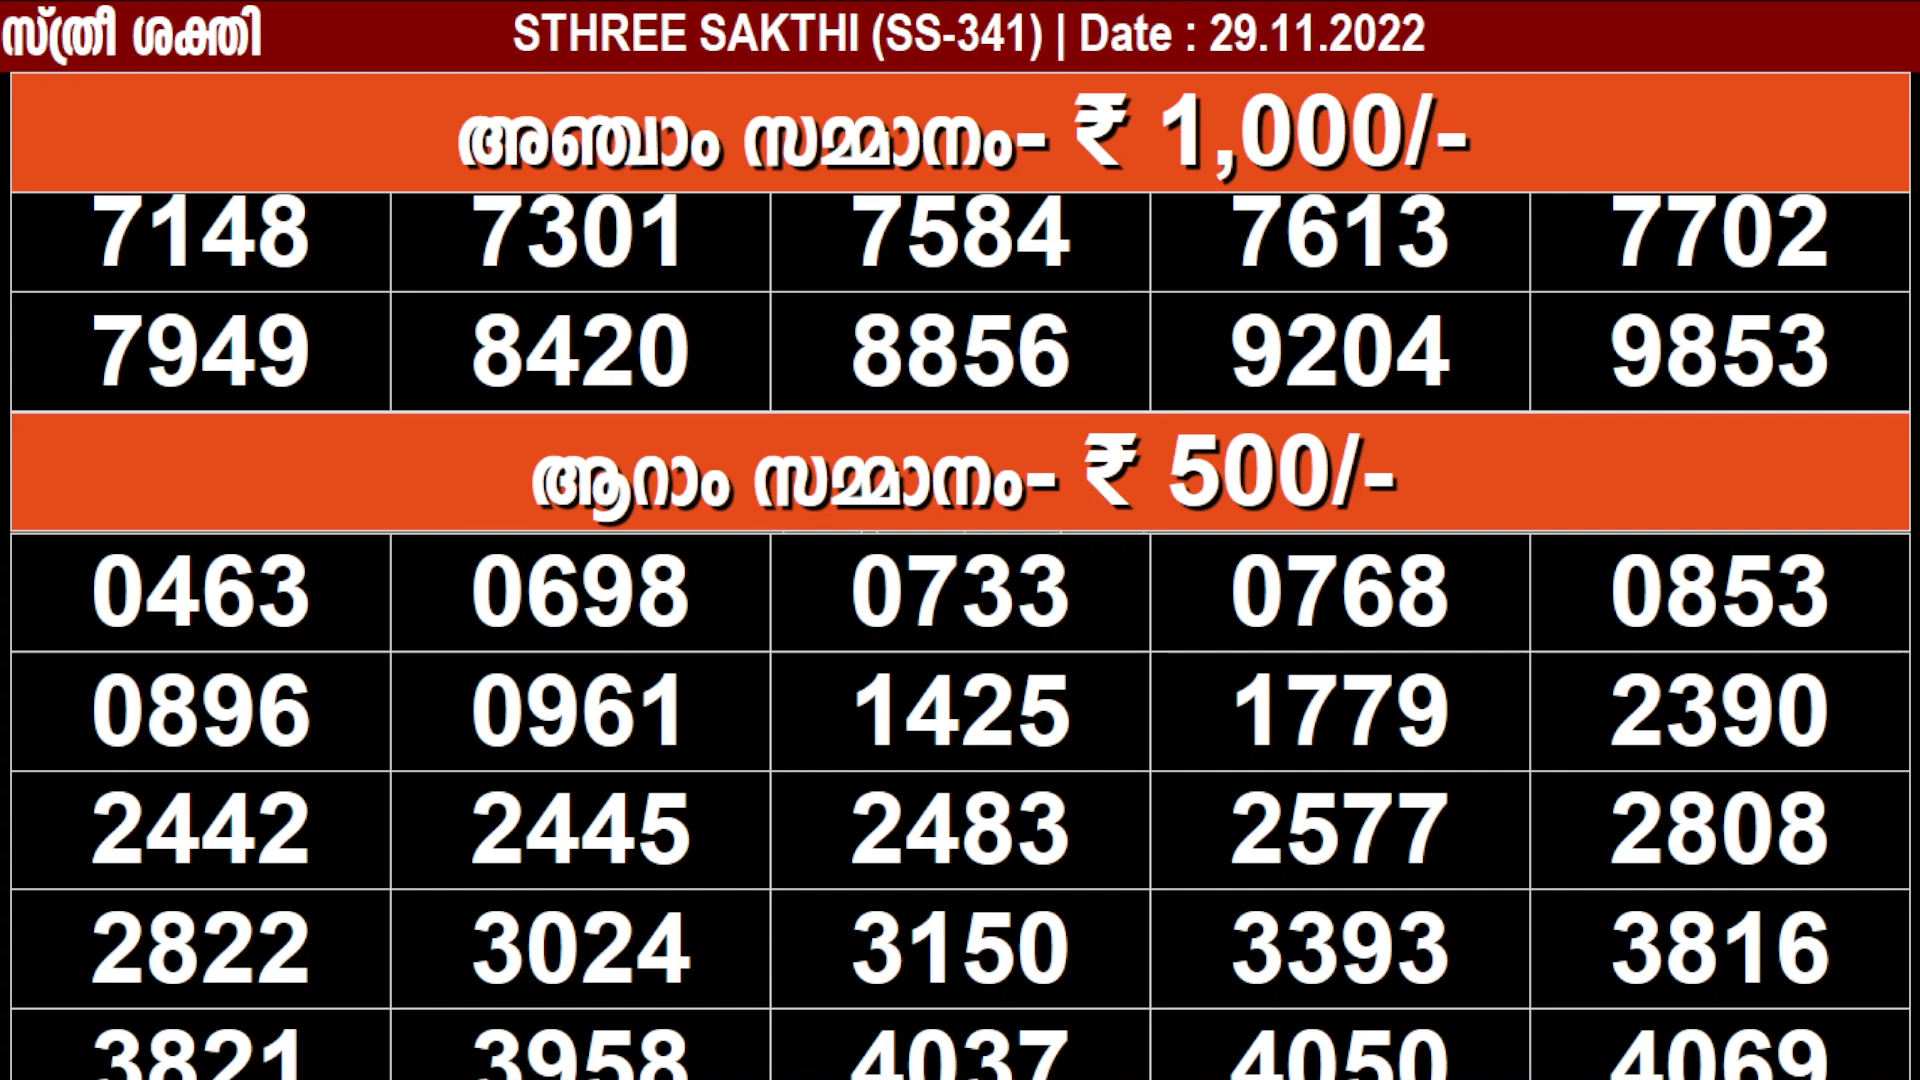 സ്ത്രീ ശക്തി STHREE SAKTHI (SS-341) | Date : 29.11.2022
അഞ്ചാം സമ്മാനം- ₹ 1,000/-
7148 7301 7584 7613 7702
7949 8420 8856 9204 9853
ആറാം സമ്മാനം- ₹ 500/-
0463 0698 0733 0768 0853
0896 0961 1425 1779 2390
2442 2445 2483 2577 2808
2822 3024 3150 3393 3816
3821 3958 4037 4050 4069